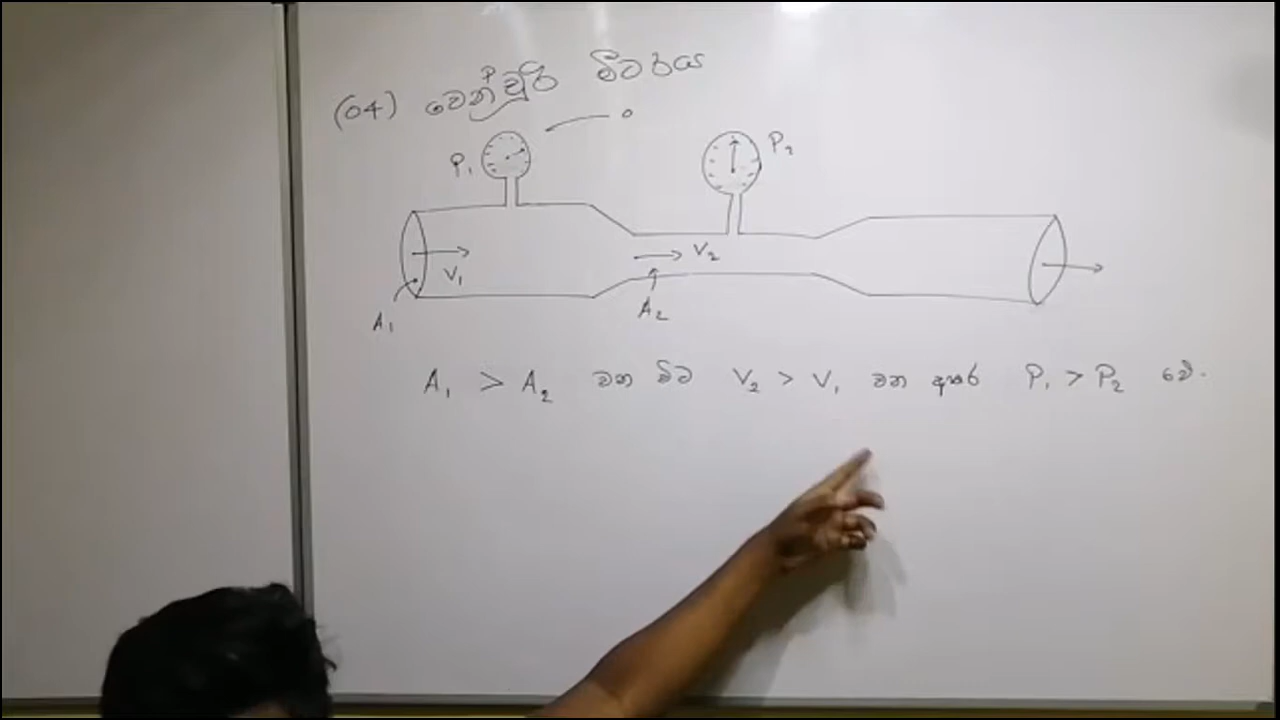 (04) වෙන්චූරි මීටරය
P₁
P₂
V₁
V₂
A₁
A₂
A₁ > A₂ වන විට V₂ > V₁ වන අතර P₁ > P₂ වේ.